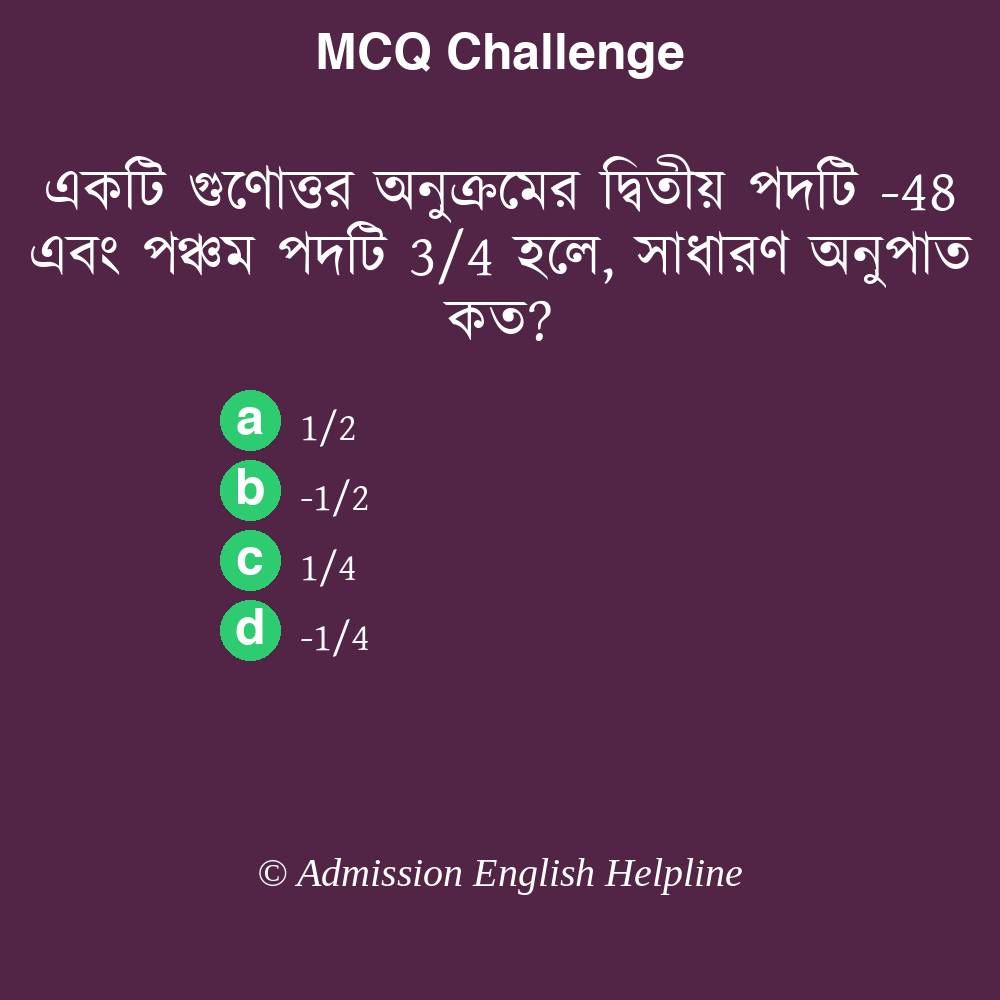 MCQ Challenge
একটি গুণোত্তর অনুক্রমের দ্বিতীয় পদটি -48
এবং পঞ্চম পদটি 3/4 হলে, সাধারণ অনুপাত
কত?
a 1/2
b -1/2
c 1/4
d -1/4
© Admission English Helpline